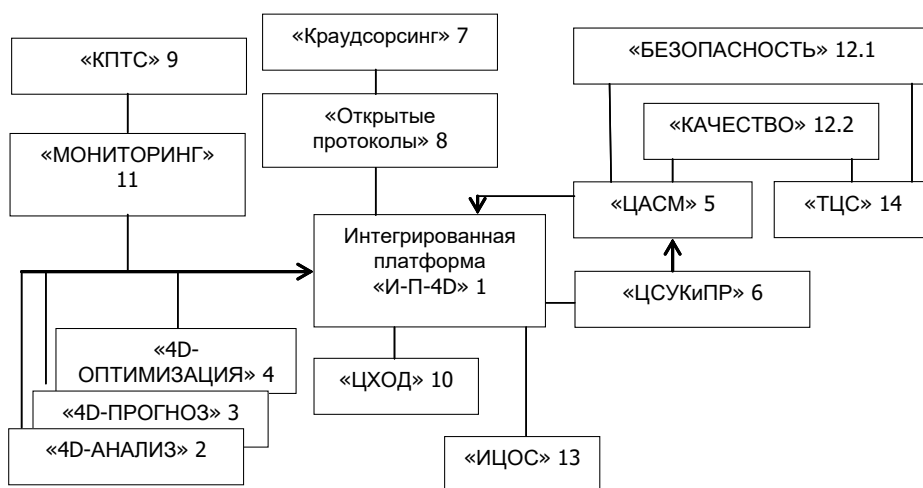 «КПТС» 9
«Краудсорсинг» 7
«БЕЗОПАСНОСТЬ» 12.1
«Открытые
протоколы» 8
«КАЧЕСТВО» 12.2
«МОНИТОРИНГ»
11
«ЦАСМ» 5
«ТЦС» 14
Интегрированная
платформа
«И-П-4D» 1
«ЦСУКиПР» 6
«4D-
ОПТИМИЗАЦИЯ» 4
«ЦХОД» 10
«4D-ПРОГНОЗ» 3
«4D-АНАЛИЗ» 2
«ИЦОС» 13